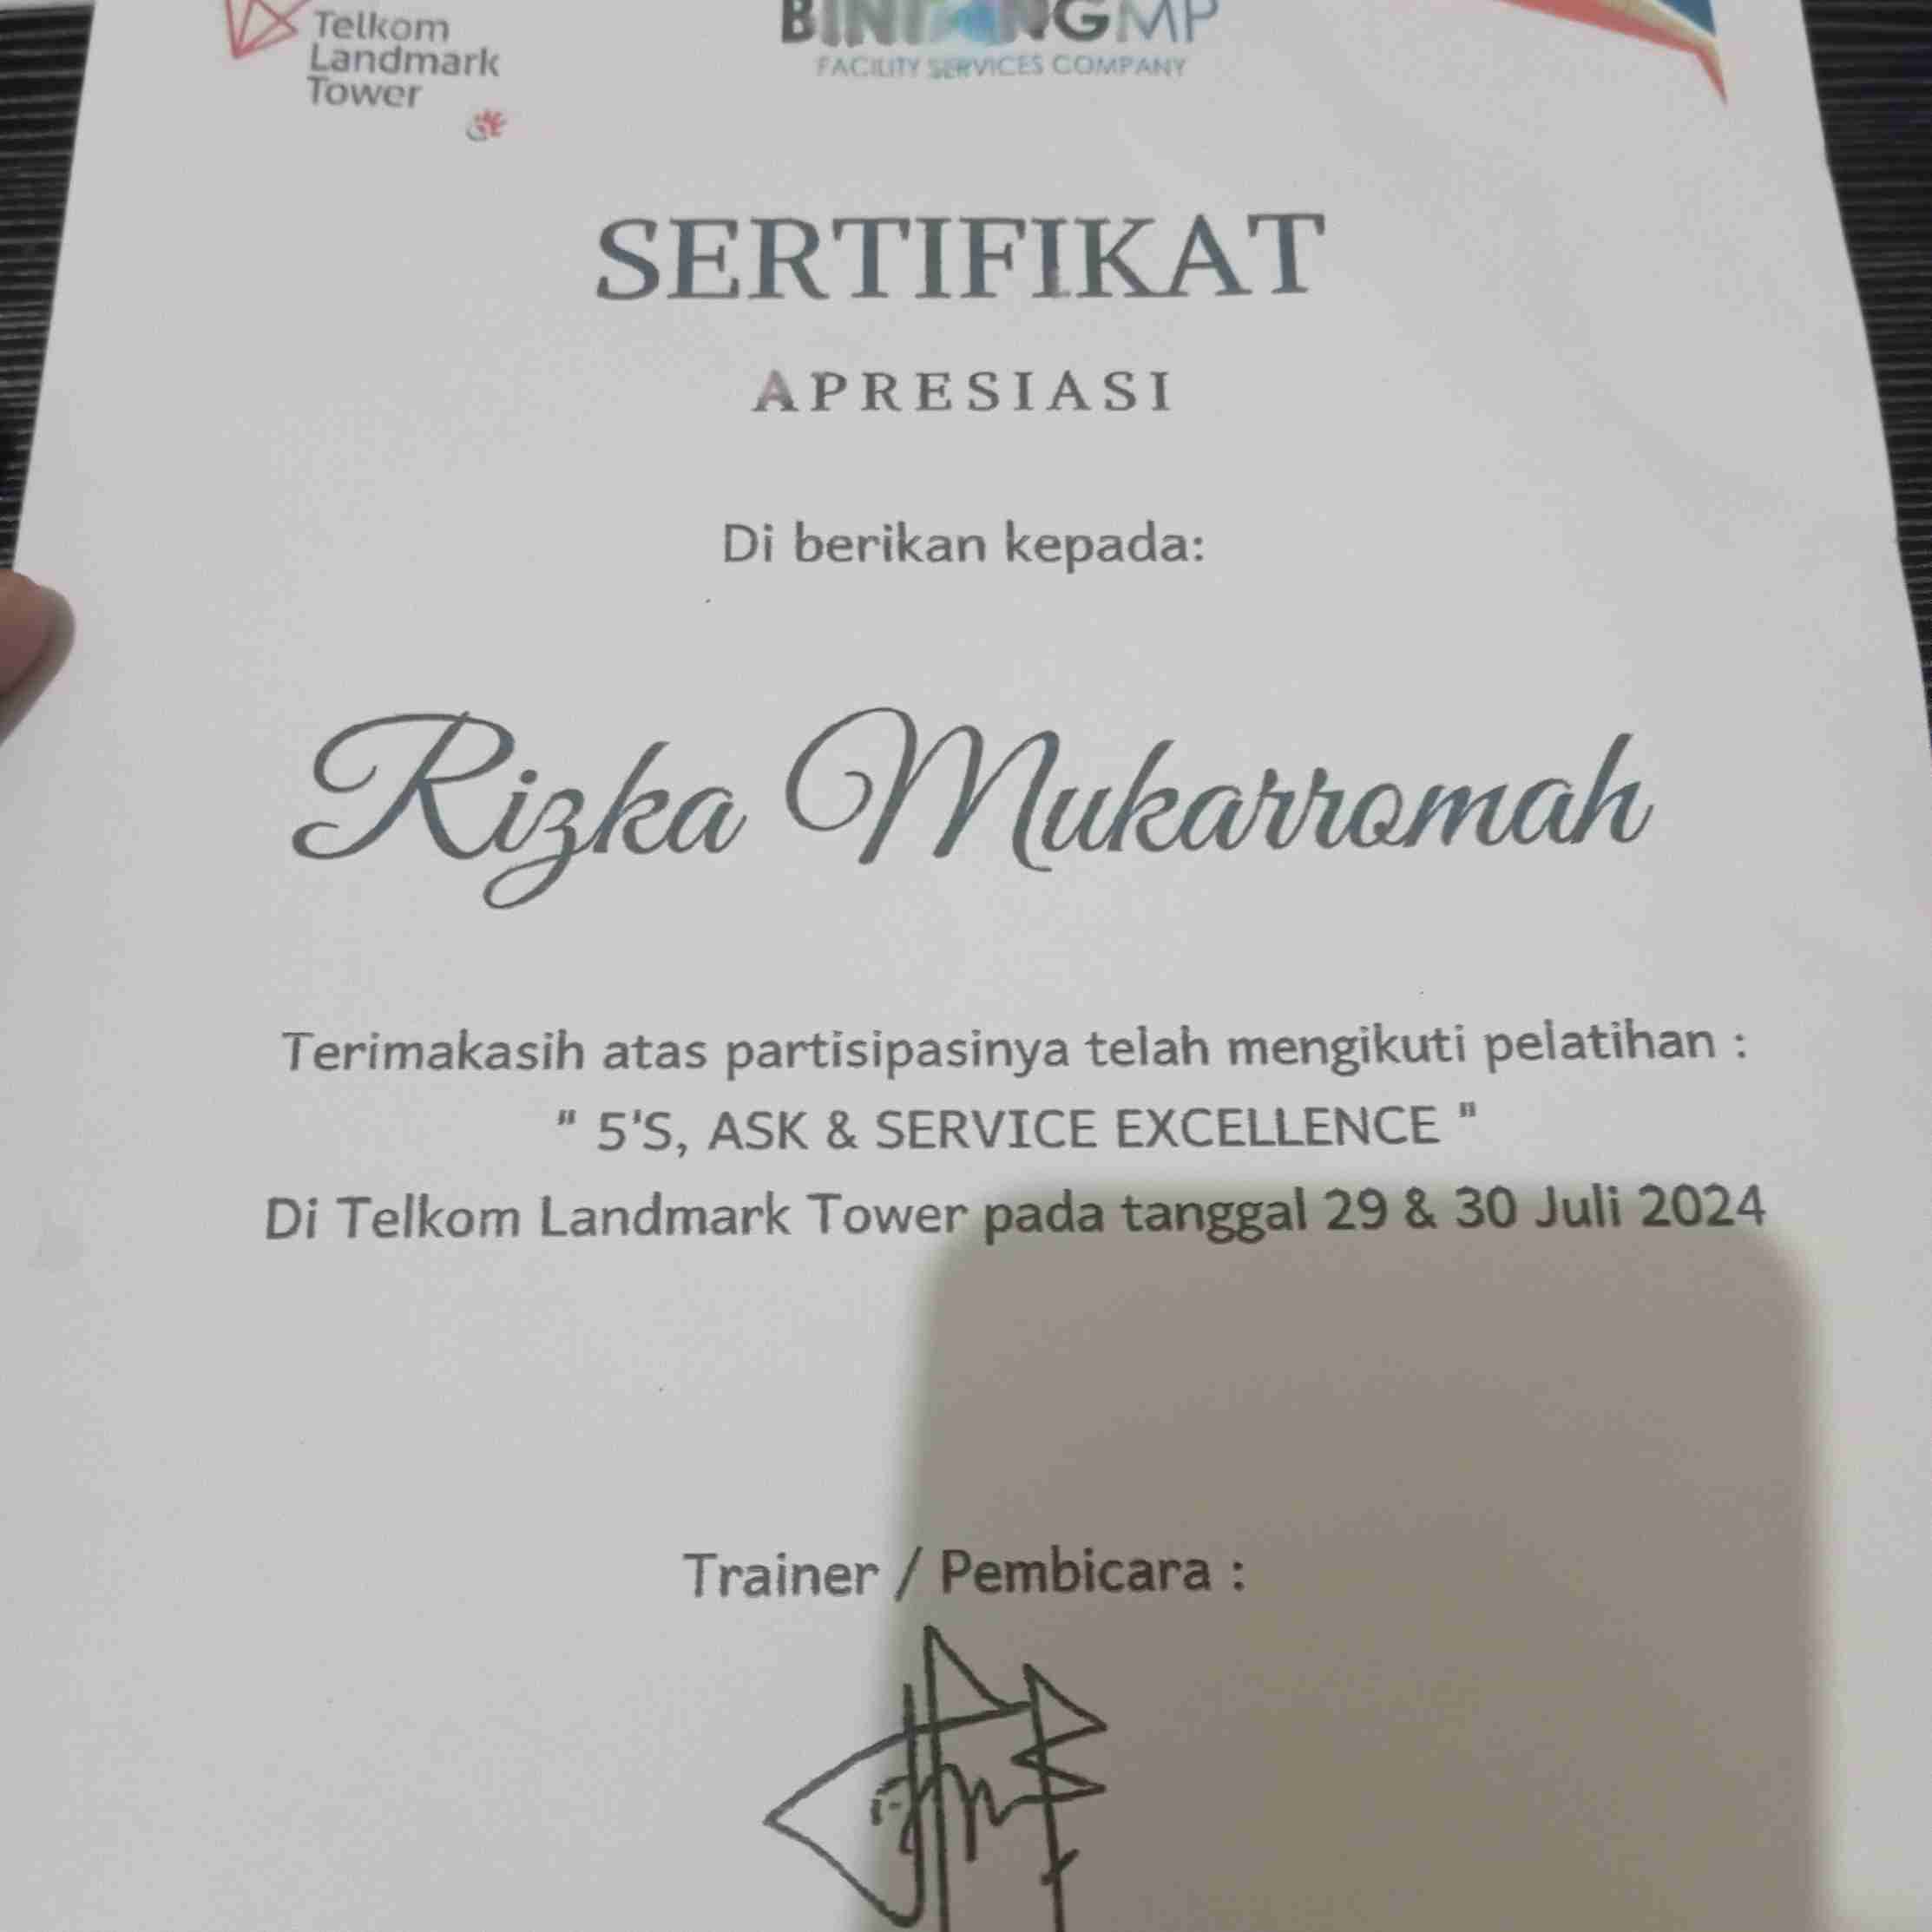 Telkom
Landmark
Tower
BINTANGMP
FACILITY SERVICES COMPANY
SERTIFIKAT
APRESIASI
Di berikan kepada:
Rizka Mukarromah
Terimakasih atas partisipasinya telah mengikuti pelatihan :
" 5'S, ASK & SERVICE EXCELLENCE "
Di Telkom Landmark Tower pada tanggal 29 & 30 Juli 2024
Trainer / Pembicara :